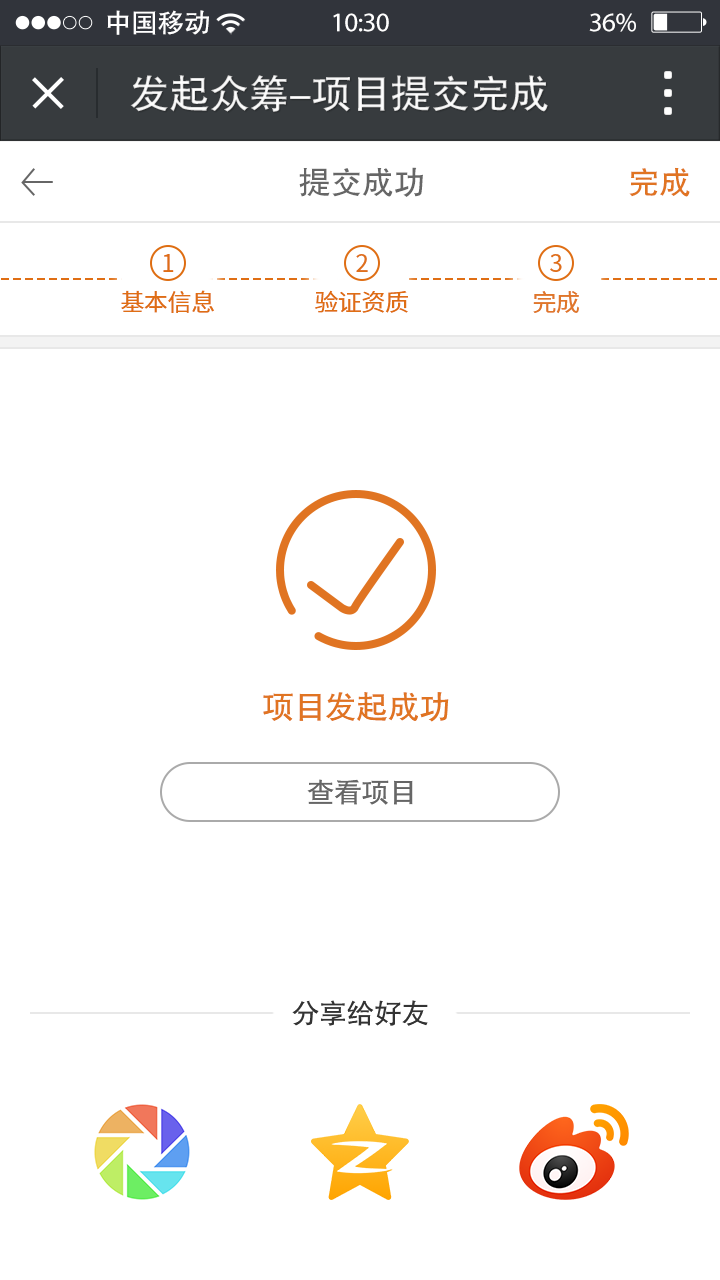 中国移动 10:30 36%
发起众筹–项目提交完成
提交成功 完成
1 2 3
基本信息 验证资质 完成
项目发起成功
查看项目
分享给好友